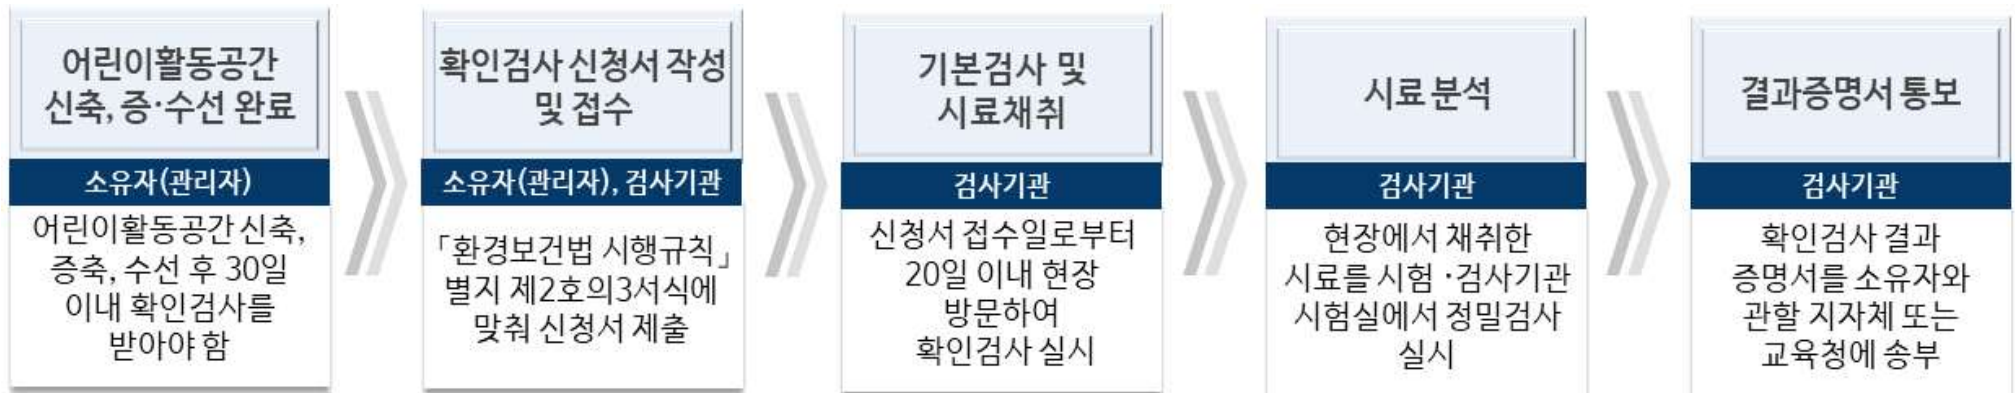 어린이활동공간
신축, 증·수선 완료
소유자(관리자)
어린이활동공간 신축,
증축, 수선 후 30일
이내 확인검사를
받아야 함
확인검사 신청서 작성
및 접수
소유자(관리자), 검사기관
「환경보건법 시행규칙」
별지 제2호의3서식에
맞춰 신청서 제출
기본검사 및
시료채취
검사기관
신청서 접수일로부터
20일 이내 현장
방문하여
확인검사 실시
시료 분석
검사기관
현장에서 채취한
시료를 시험 ·검사기관
시험실에서 정밀검사
실시
결과증명서 통보
검사기관
확인검사 결과
증명서를 소유자와
관할 지자체 또는
교육청에 송부